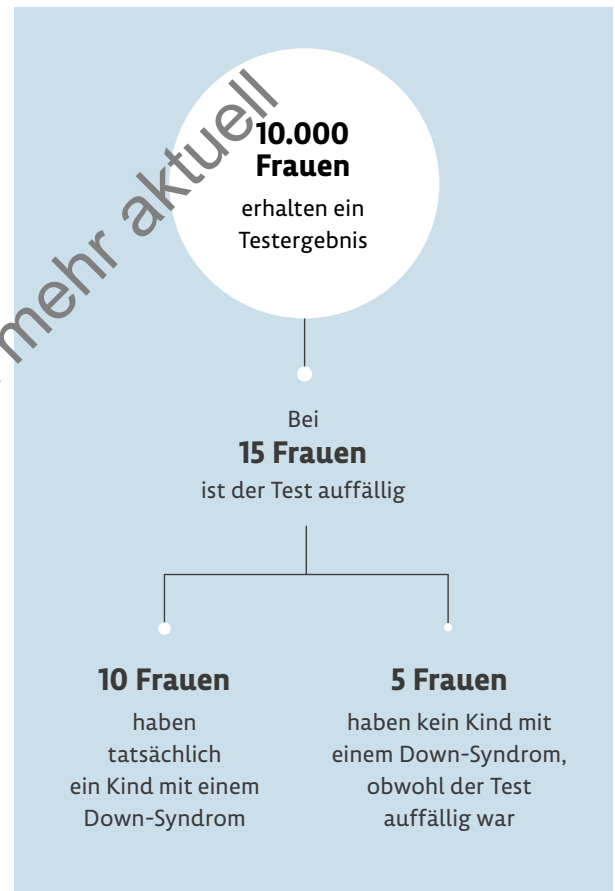 10.000
Frauen
erhalten ein
Testergebnis
mehr aktuell
Bei
15 Frauen
ist der Test auffällig
10 Frauen
haben
tatsächlich
ein Kind mit einem
Down-Syndrom
5 Frauen
haben kein Kind mit
einem Down-Syndrom,
obwohl der Test
auffällig war